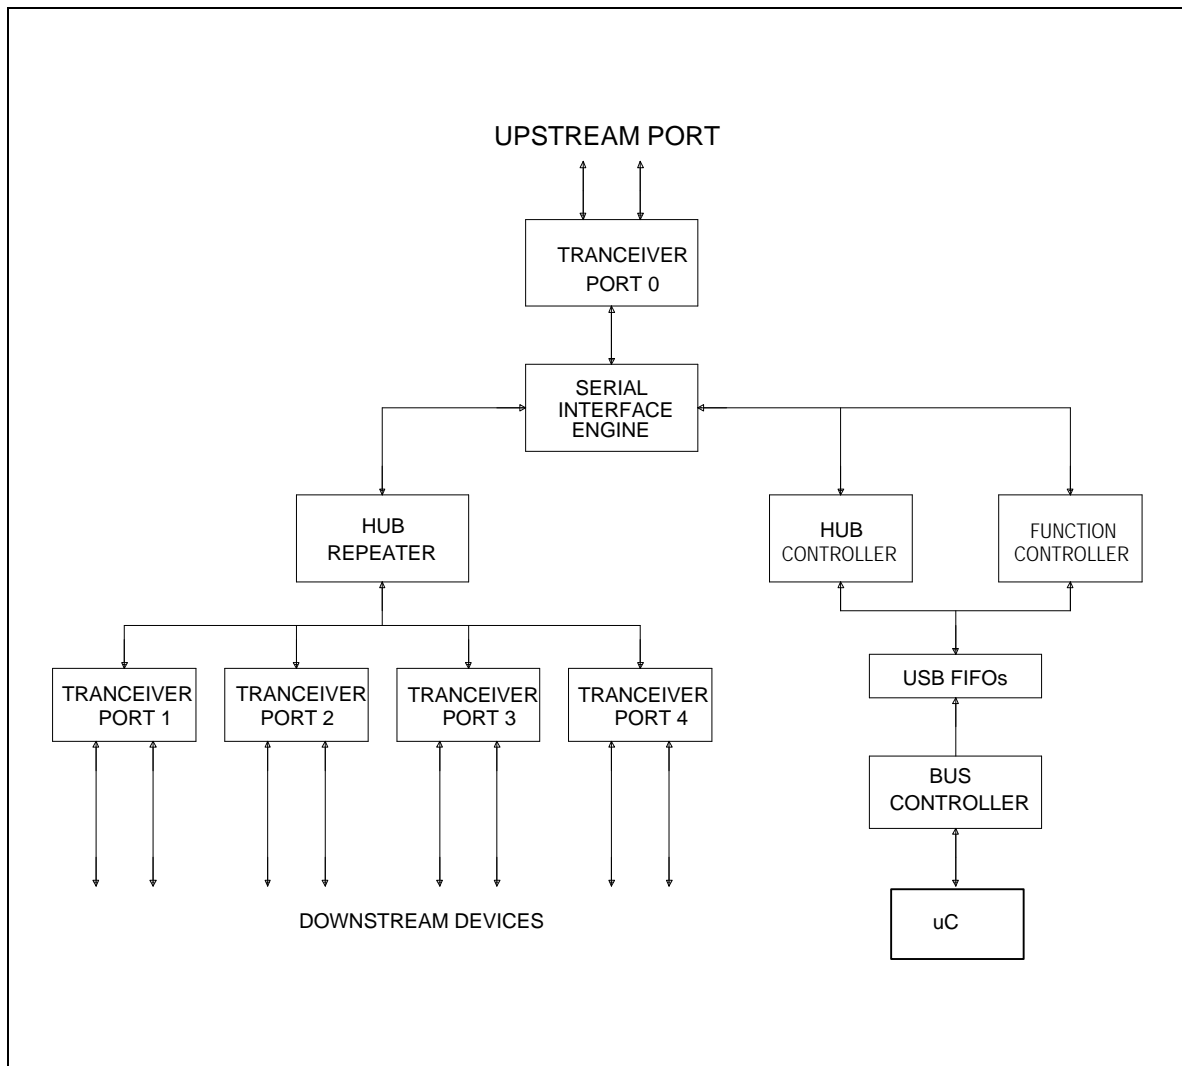 UPSTREAM PORT
TRANCEIVER
PORT 0
SERIAL
INTERFACE
ENGINE
HUB
REPEATER
HUB
CONTROLLER
FUNCTION
CONTROLLER
TRANCEIVER
PORT 1
TRANCEIVER
PORT 2
TRANCEIVER
PORT 3
TRANCEIVER
PORT 4
USB FIFOs
BUS
CONTROLLER
DOWNSTREAM DEVICES
uC